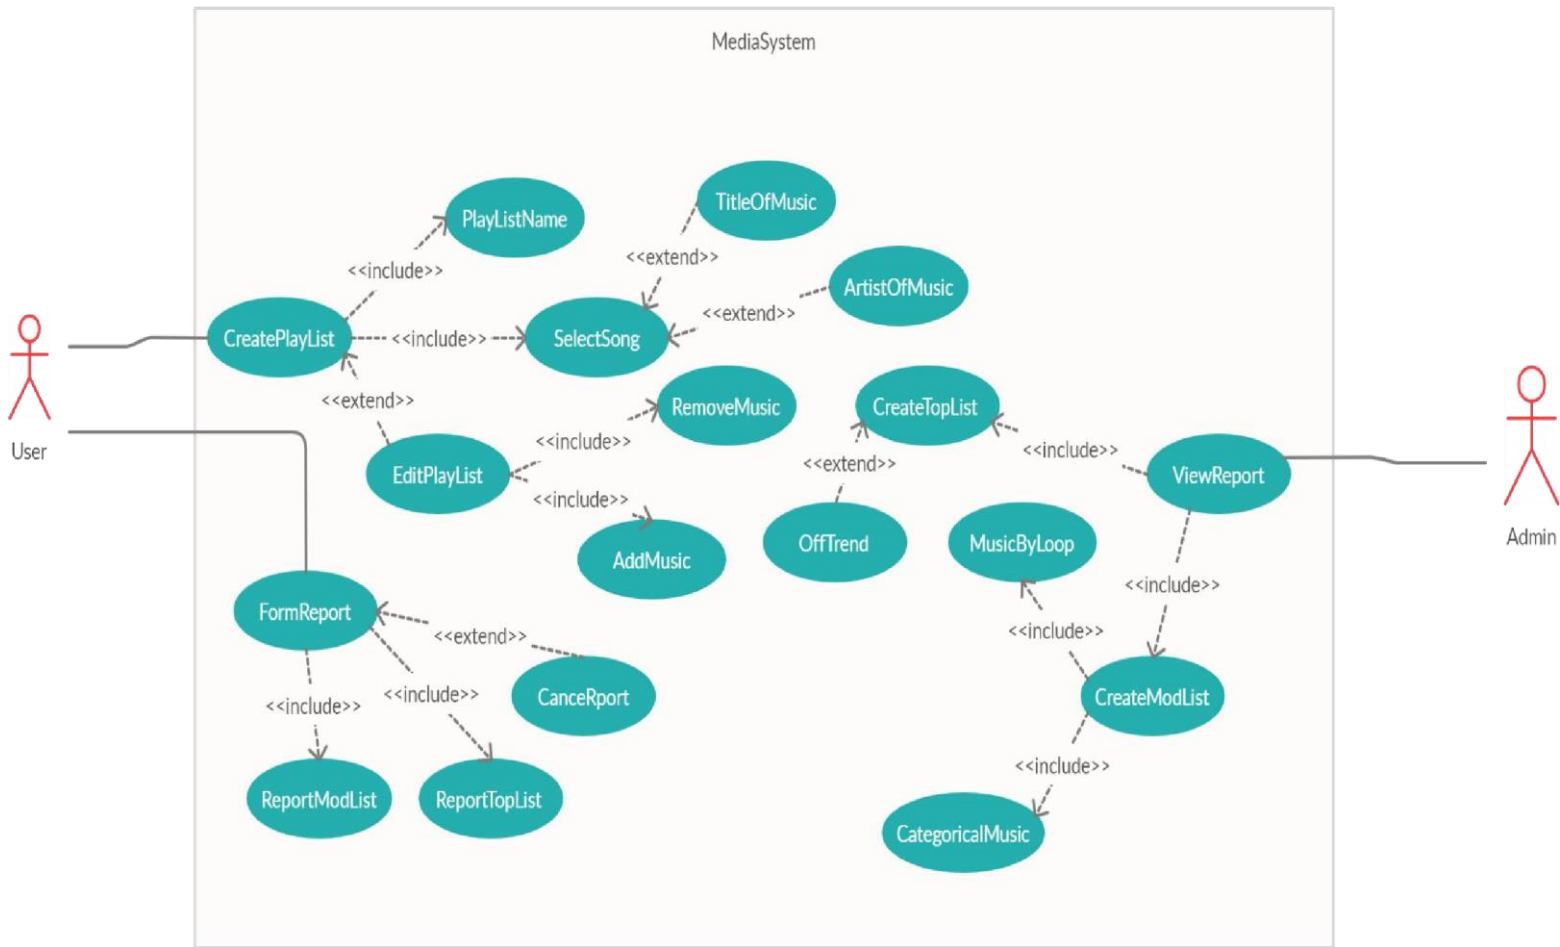 MediaSystem
TitleOfMusic
PlayListName
<<extend>>
<<include>>
ArtistOfMusic
<<extend>>
CreatePlayList
<<include>>
SelectSong
<<extend>>
RemoveMusic
CreateTopList
<<include>>
<<include>>
User
EditPlayList
<<extend>>
ViewReport
<<include>>
Admin
OffTrend
MusicByLoop
AddMusic
<<include>>
FormReport
<<extend>>
<<include>>
<<include>>
CanceRport
CreateModList
<<include>>
<<include>>
ReportModList
ReportTopList
CategoricalMusic